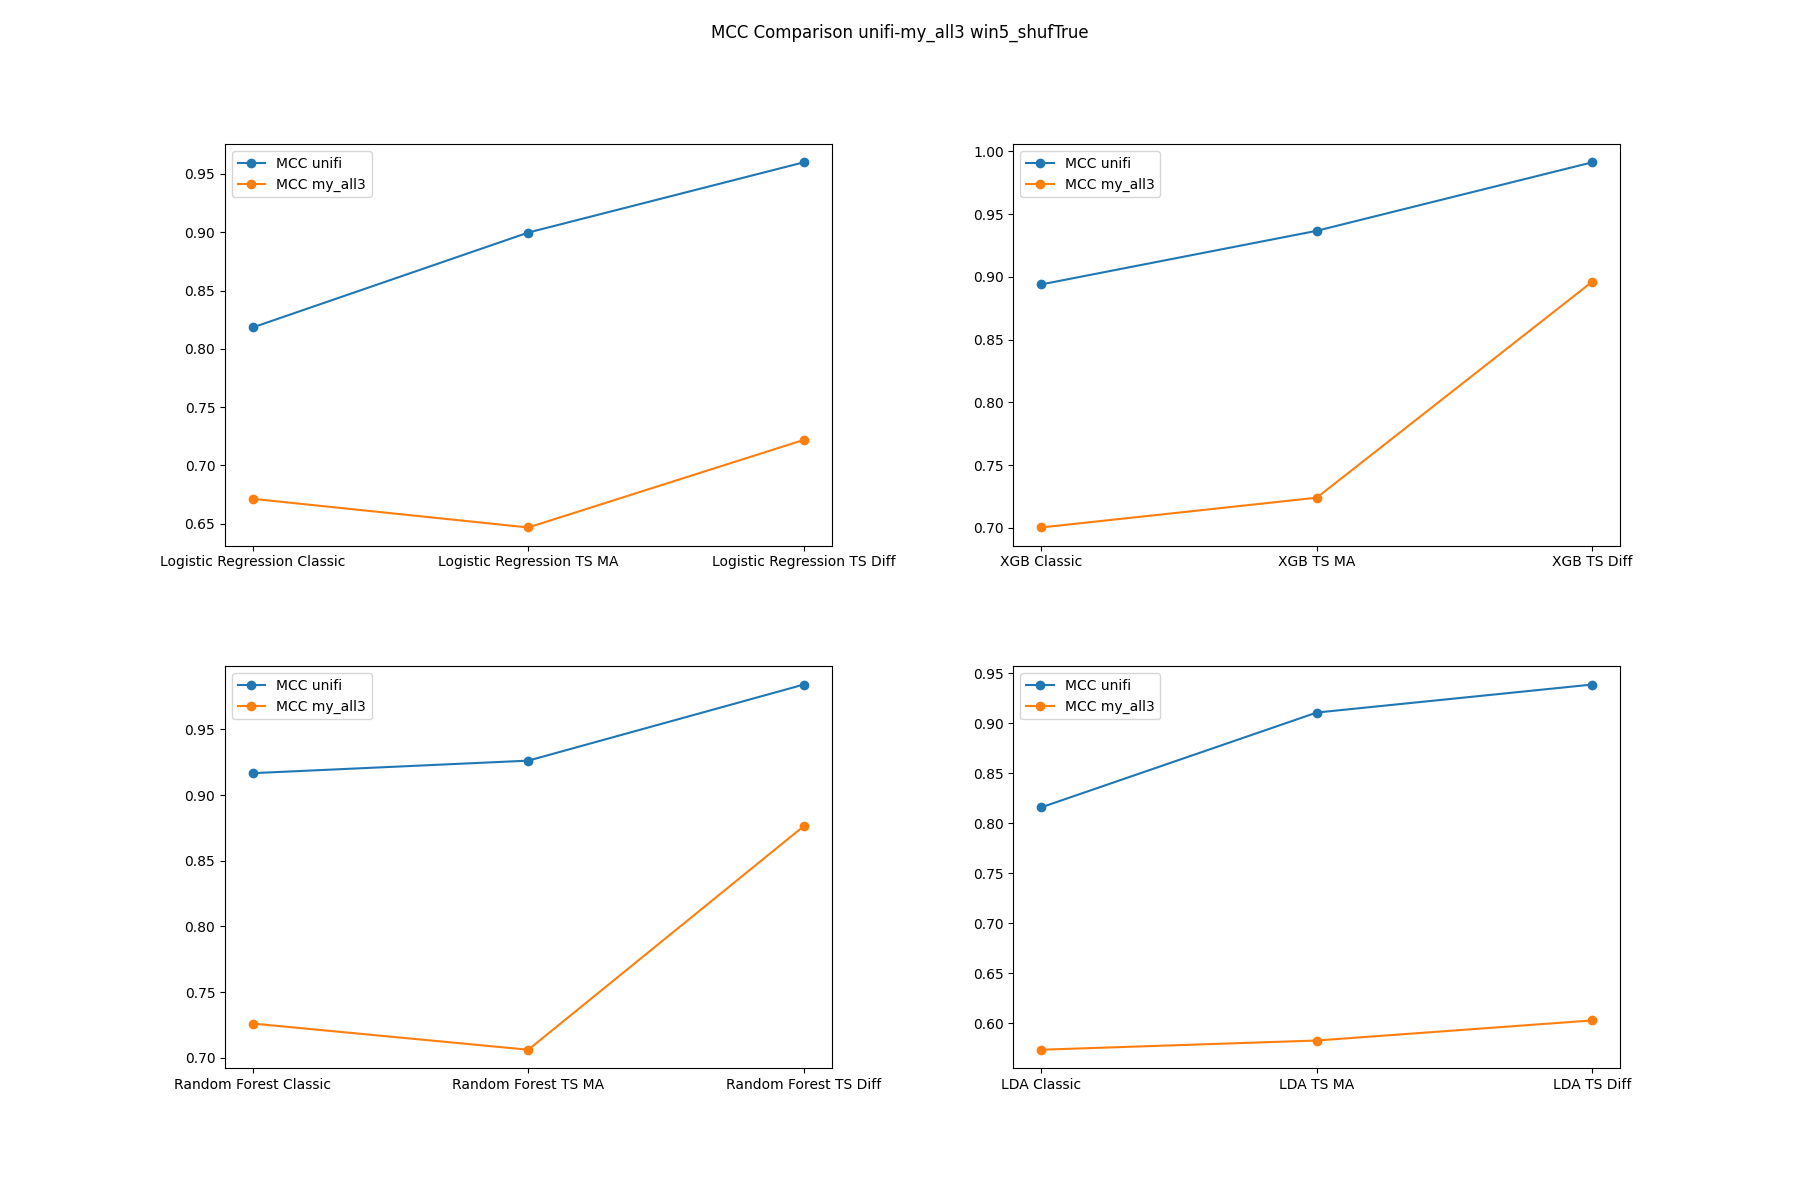 MCC Comparison unifi-my_all3 win5_shufTrue
MCC unifi
MCC my_all3
0.95
0.90
0.85
0.80
0.75
0.70
0.65
Logistic Regression Classic
Logistic Regression TS MA
Logistic Regression TS Diff
MCC unifi
MCC my_all3
1.00
0.95
0.90
0.85
0.80
0.75
0.70
XGB Classic
XGB TS MA
XGB TS Diff
MCC unifi
MCC my_all3
0.95
0.90
0.85
0.80
0.75
0.70
Random Forest Classic
Random Forest TS MA
Random Forest TS Diff
MCC unifi
MCC my_all3
0.95
0.90
0.85
0.80
0.75
0.70
0.65
0.60
LDA Classic
LDA TS MA
LDA TS Diff